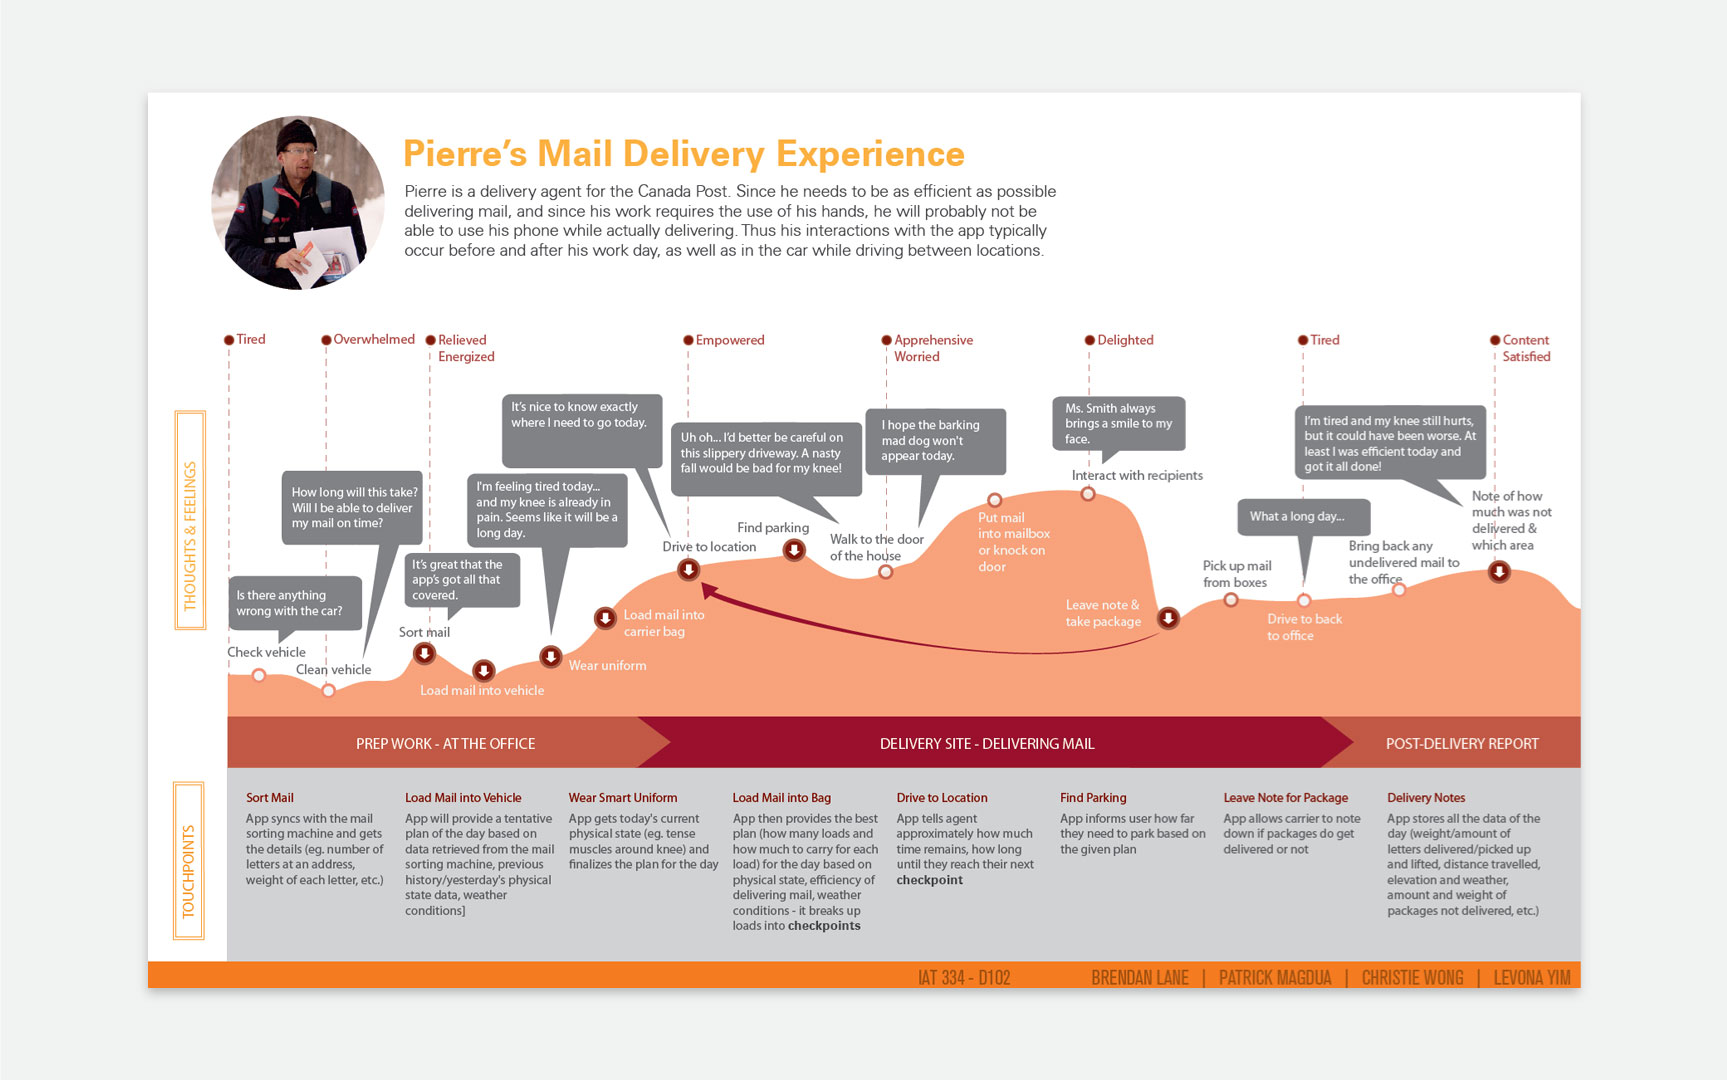 Pierre's Mail Delivery Experience
Pierre is a delivery agent for the Canada Post. Since he needs to be as efficient as possible
delivering mail, and since his work requires the use of his hands, he will probably not be
able to use his phone while actually delivering. Thus his interactions with the app typically
occur before and after his work day, as well as in the car while driving between locations.
Tired
Overwhelmed
Relieved
Energized
Empowered
Apprehensive
Worried
Delighted
Tired
Content
Satisfied
THOUGHTS & FEELINGS
Is there anything
wrong with the car?
Check vehicle
How long will this take?
Will I be able to deliver
my mail on time?
Clean vehicle
It's great that the
app's got all that
covered.
Sort mail
Load mail into vehicle
I'm feeling tired today...
and my knee is already in
pain. Seems like it will be a
long day.
Wear uniform
Load mail into
carrier bag
It's nice to know exactly
where I need to go today.
Drive to location
Uh oh... I'd better be careful on
this slippery driveway. A nasty
fall would be bad for my knee!
Find parking
Walk to the door
of the house
I hope the barking
mad dog won't
appear today.
Put mail
into mailbox
or knock on
door
Ms. Smith always
brings a smile to my
face.
Interact with recipients
Leave note &
take package
Pick up mail
from boxes
What a long day...
Drive to back
to office
Bring back any
undelivered mail to
the office
I'm tired and my knee still hurts,
but it could have been worse. At
least I was efficient today and
got it all done!
Note of how
much was not
delivered &
which area
PREP WORK - AT THE OFFICE
DELIVERY SITE - DELIVERING MAIL
POST-DELIVERY REPORT
TOUCHPOINTS
Sort Mail
App syncs with the mail
sorting machine and gets
the details (eg. number of
letters at an address,
weight of each letter, etc.)
Load Mail into Vehicle
App will provide a tentative
plan of the day based on
data retrieved from the mail
sorting machine, previous
history/yesterday's physical
state data, weather
conditions]
Wear Smart Uniform
App gets today's current
physical state (eg. tense
muscles around knee) and
finalizes the plan for the day
Load Mail into Bag
App then provides the best
plan (how many loads and
how much to carry for each
load) for the day based on
physical state, efficiency of
delivering mail, weather
conditions - it breaks up
loads into checkpoints
Drive to Location
App tells agent
approximately how much
time remains, how long
until they reach their next
checkpoint
Find Parking
App informs user how far
they need to park based on
the given plan
Leave Note for Package
App allows carrier to note
down if packages do get
delivered or not
Delivery Notes
App stores all the data of the
day (weight/amount of
letters delivered/picked up
and lifted, distance travelled,
elevation and weather,
amount and weight of
packages not delivered, etc.)
IAT 334 - D102
BRENDAN LANE | PATRICK MAGDUA | CHRISTIE WONG | LEVONA YIM